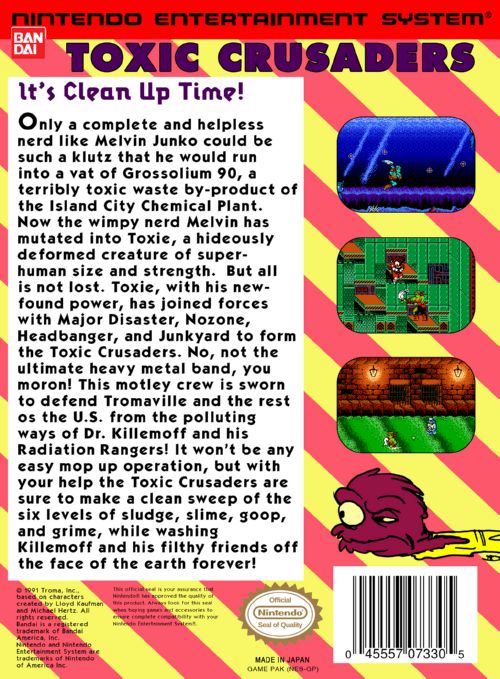 NINTENDO ENTERTAINMENT SYSTEM®
BAN
DAI
TOXIC CRUSADERS
It's Clean Up Time!
Only a complete and helpless
nerd like Melvin Junko could be
such a klutz that he would run
into a vat of Grossolium 90, a
terribly toxic waste by-product of
the Island City Chemical Plant.
Now the wimpy nerd Melvin has
mutated into Toxie, a hideously
deformed creature of super-
human size and strength. But all
is not lost. Toxie, with his new-
found power, has joined forces
with Major Disaster, Nozone,
Headbanger, and Junkyard to form
the Toxic Crusaders. No, not the
ultimate heavy metal band, you
moron! This motley crew is sworn
to defend Tromaville and the rest
os the U.S. from the polluting
ways of Dr. Killemoff and his
Radiation Rangers! It won't be any
easy mop up operation, but with
your help the Toxic Crusaders are
sure to make a clean sweep of the
six levels of sludge, slime, goop,
and grime, while washing
Killemoff and his filthy friends off
the face of the earth forever!
© 1991 Troma, Inc.,
based on characters
created by Lloyd Kaufman
and Michael Hertz. All
rights reserved.
Bandai is a registered
trademark of Bandai
America, Inc.
Nintendo and Nintendo
Entertainment System are
trademarks of Nintendo
of America Inc.
This official seal is your insurance that
Nintendo® has approved the quality of
this product. Always look for this seal
when buying games and accessories to
ensure complete compatibility with your
Nintendo Entertainment System®.
Official
Nintendo®
Seal of Quality
MADE IN JAPAN
GAME PAK (NES-GP)
0 45557 07330 5